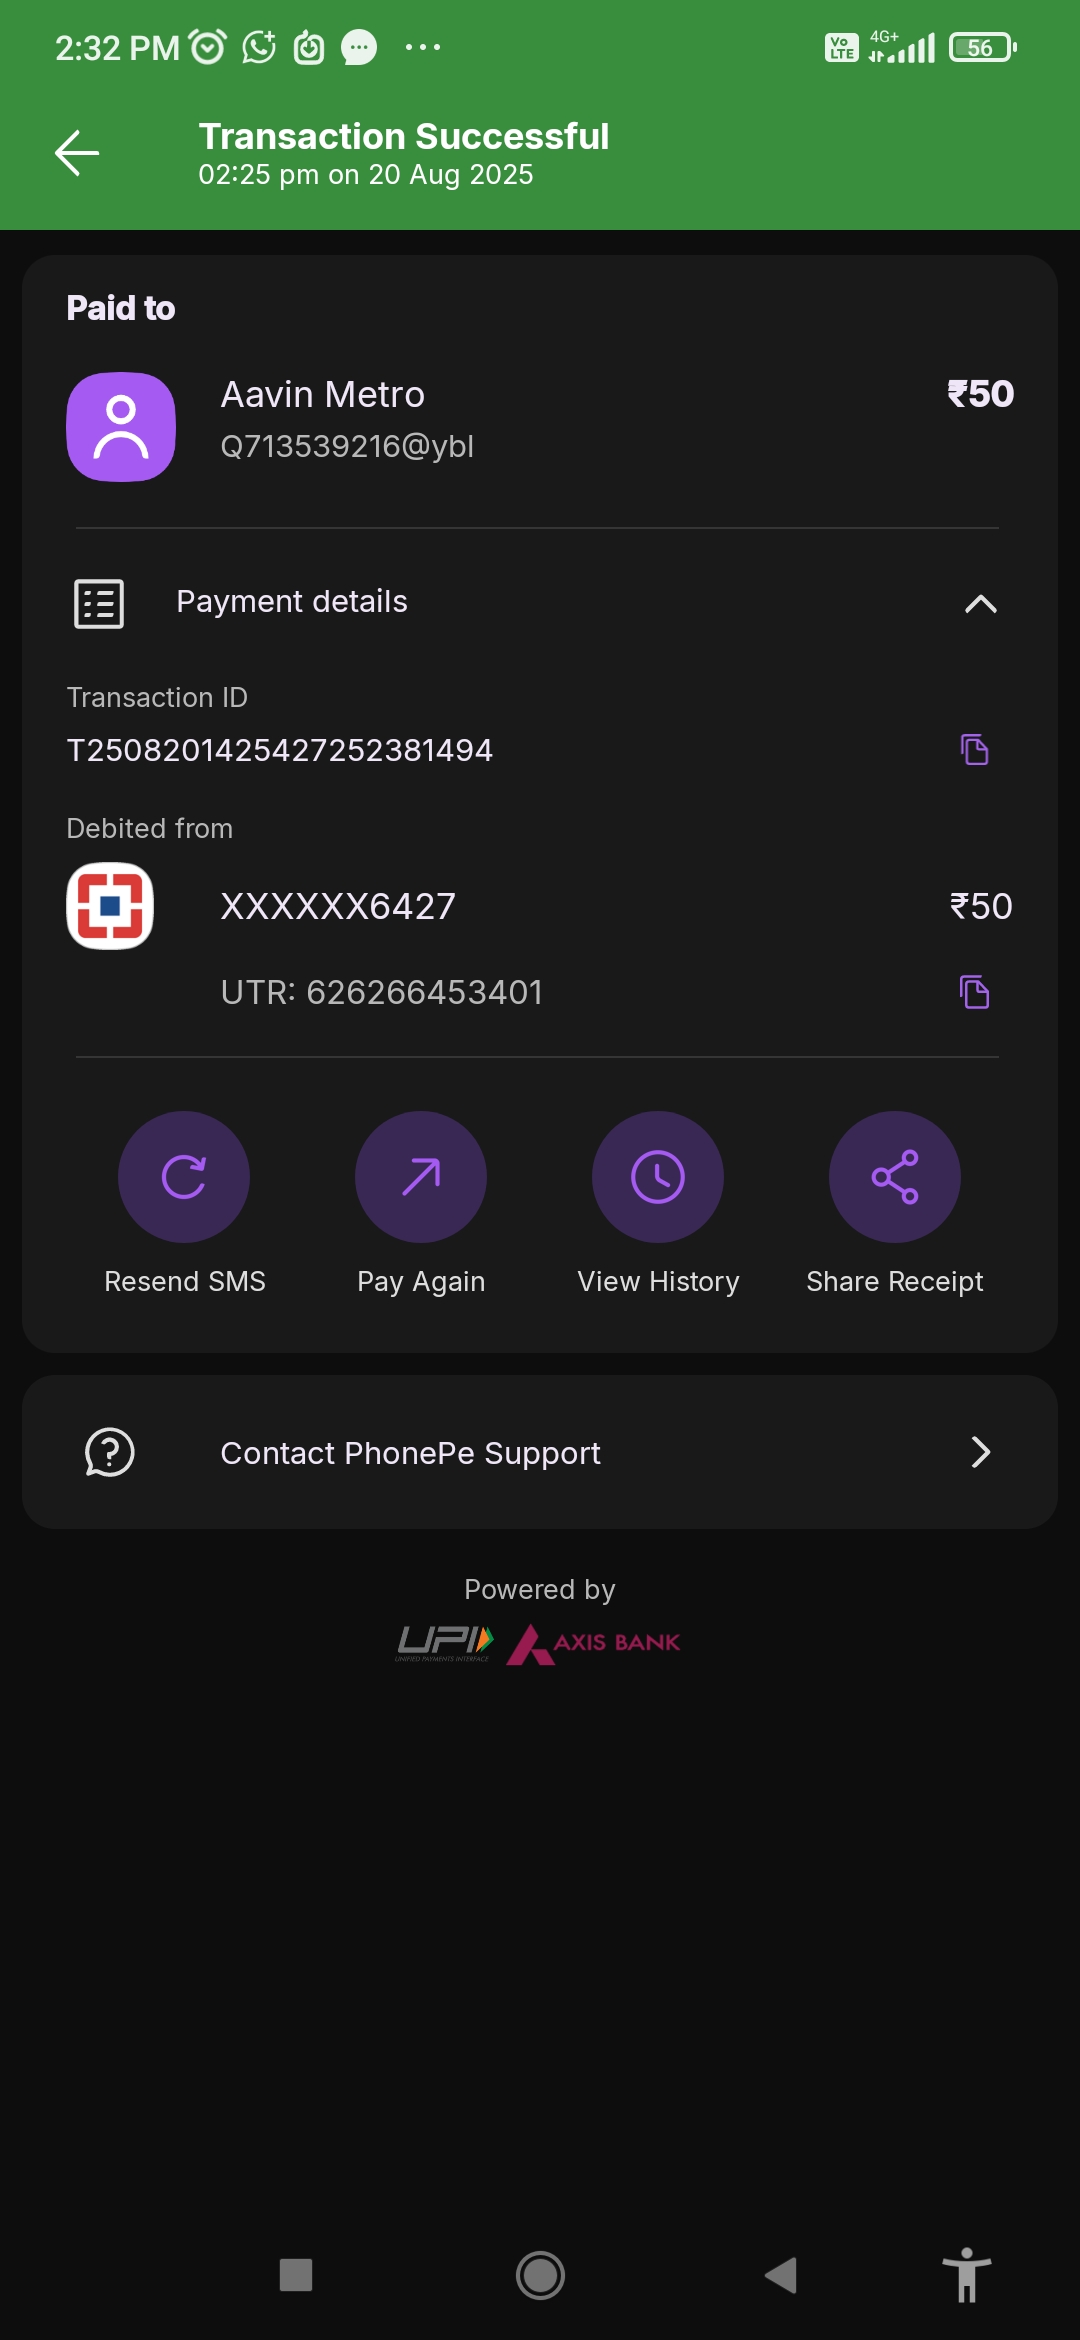 2:32 PM
4G+
Vo
LTE
56
Transaction Successful
02:25 pm on 20 Aug 2025
Paid to
Aavin Metro
₹50
Q713539216@ybl
Payment details
Transaction ID
T2508201425427252381494
Debited from
XXXXXX6427
₹50
UTR: 626266453401
Resend SMS
Pay Again
View History
Share Receipt
Contact PhonePe Support
Powered by
UPI
UNIFIED PAYMENTS INTERFACE
AXIS BANK